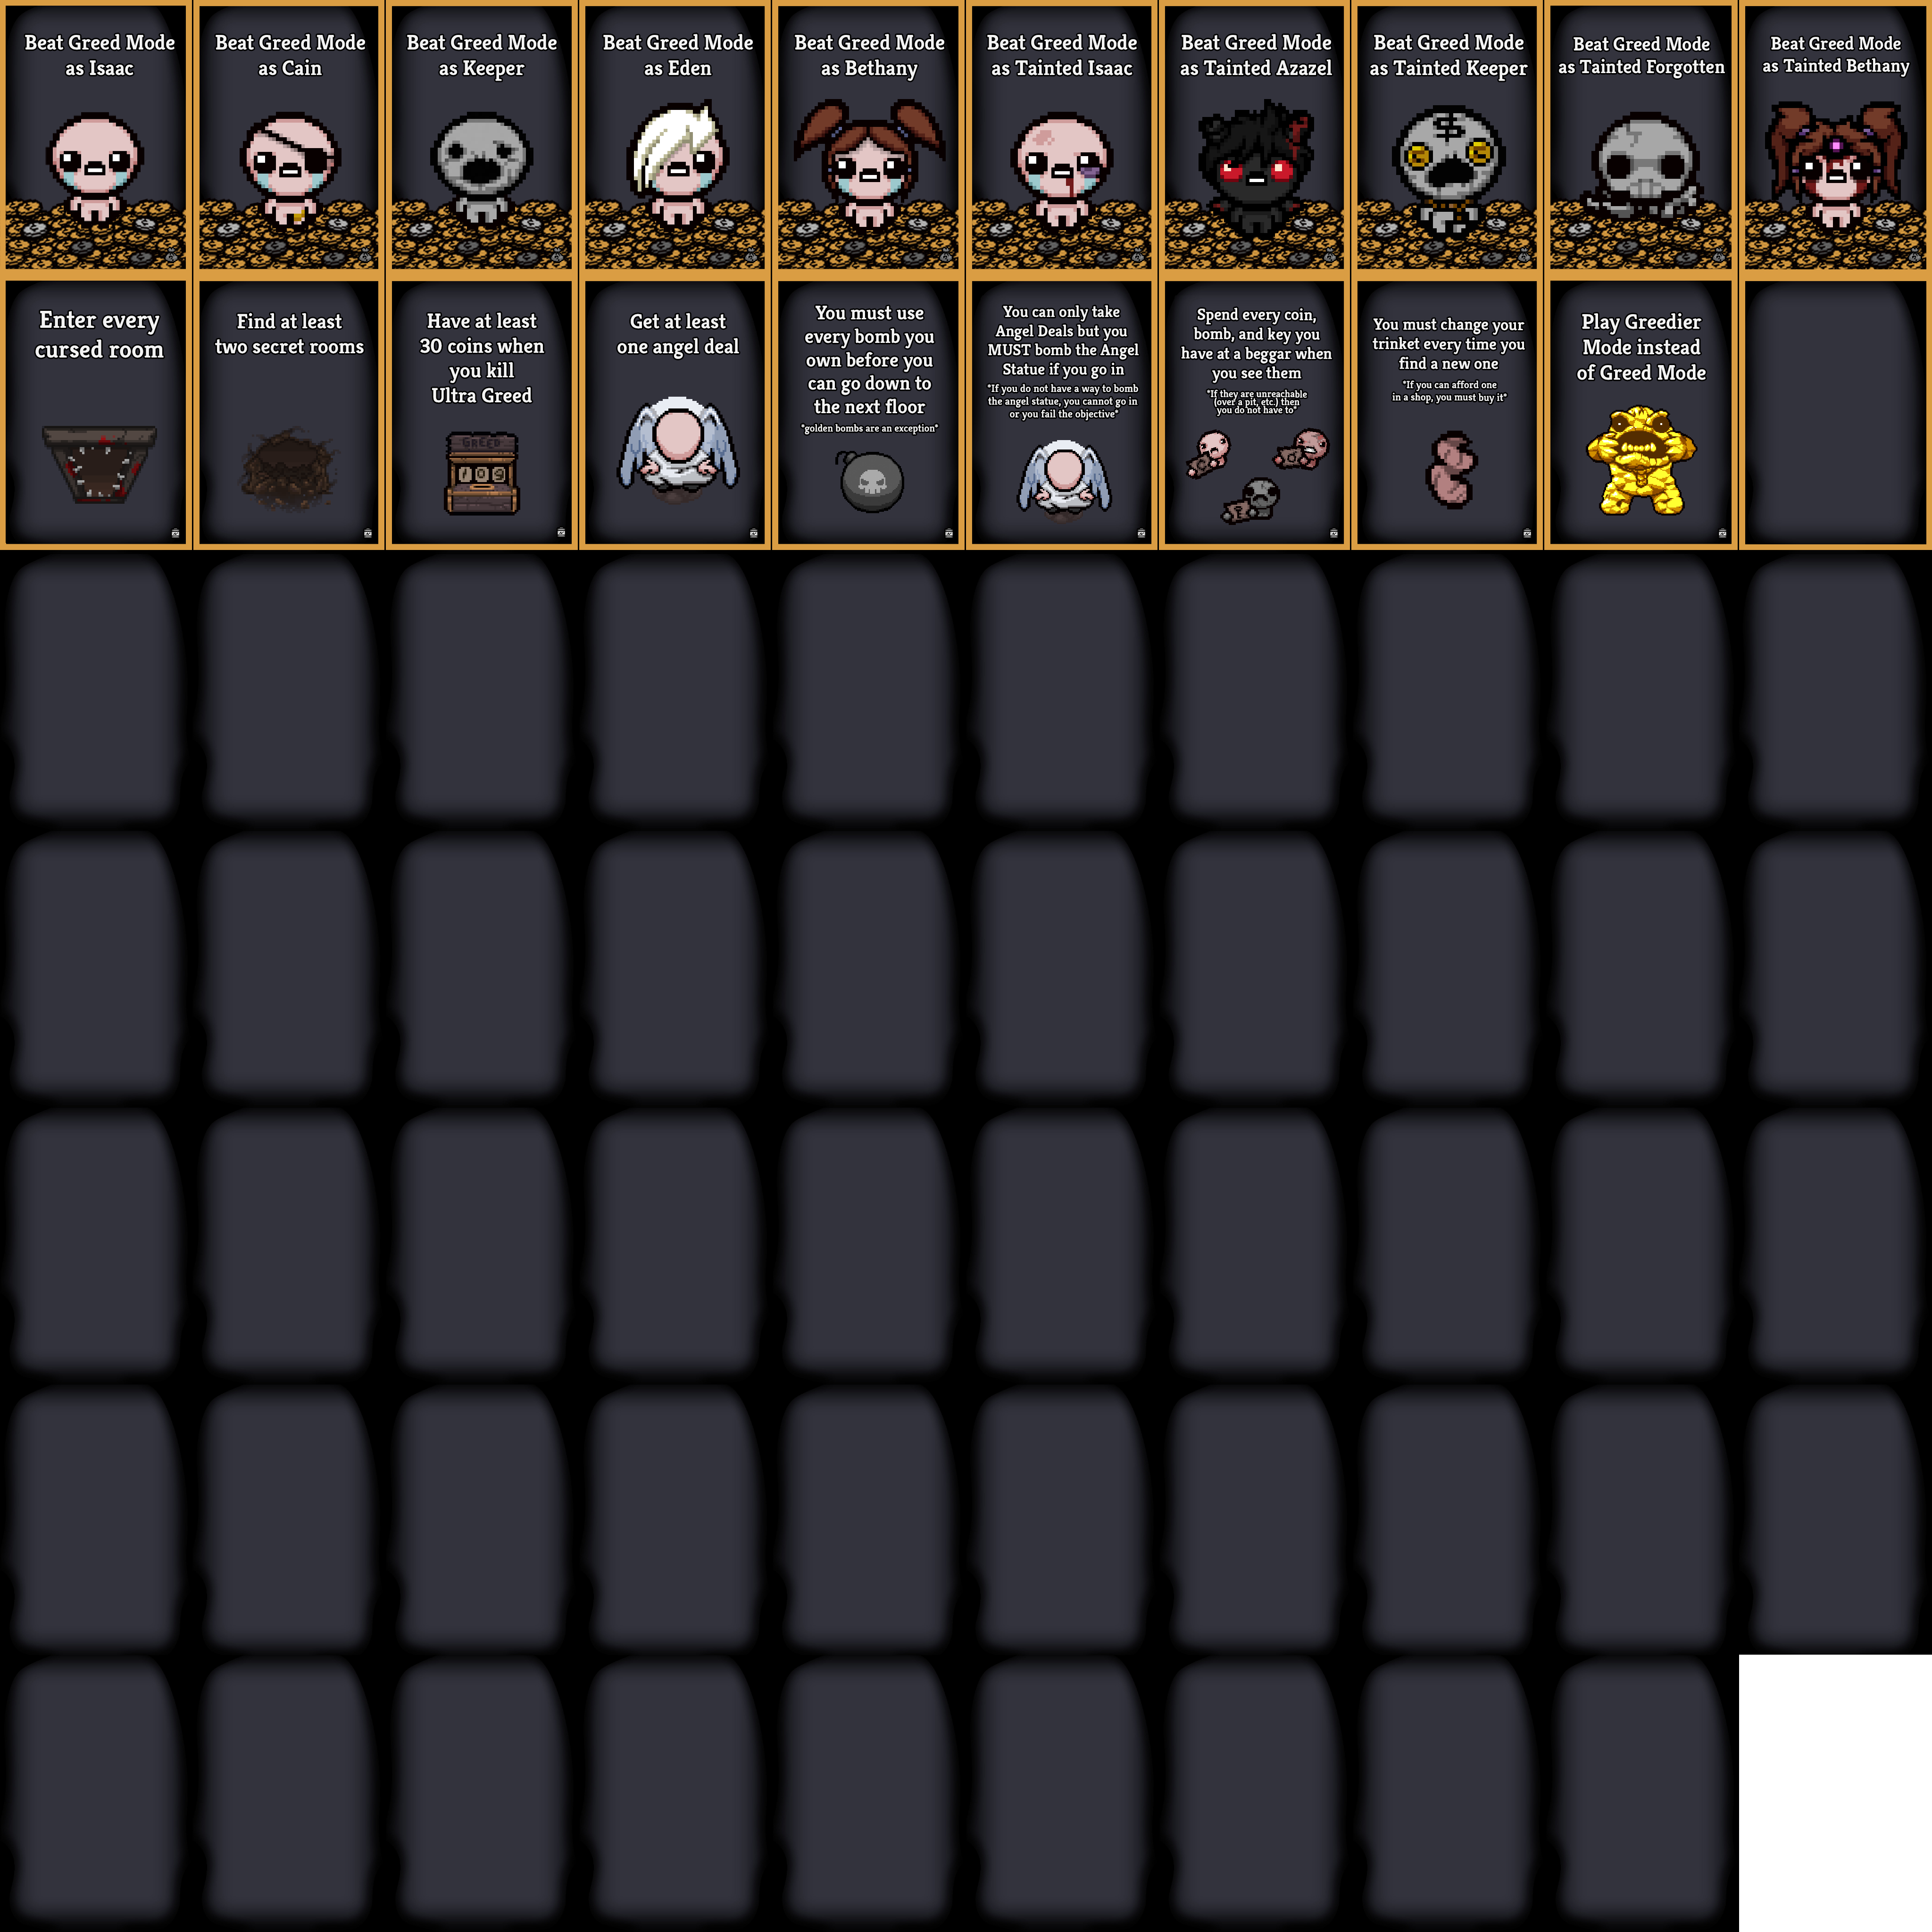 Beat Greed Mode
as Isaac
Beat Greed Mode
as Cain
Beat Greed Mode
as Keeper
Beat Greed Mode
as Eden
Beat Greed Mode
as Bethany
Beat Greed Mode
as Tainted Isaac
Beat Greed Mode
as Tainted Azazel
Beat Greed Mode
as Tainted Keeper
Beat Greed Mode
as Tainted Forgotten
Beat Greed Mode
as Tainted Bethany
Enter every
cursed room
Find at least
two secret rooms
Have at least
30 coins when
you kill
Ultra Greed
GREED
109
Get at least
one angel deal
You must use
every bomb you
own before you
can go down to
the next floor
*golden bombs are an exception*
You can only take
Angel Deals but you
MUST bomb the Angel
Statue if you go in
*If you do not have a way to bomb
the angel statue, you cannot go in
or you fail the objective*
Spend every coin,
bomb, and key you
have at a beggar when
you see them
*If they are unreachable
(over a pit, etc.) then
you do not have to*
?
You must change your
trinket every time you
find a new one
*If you can afford one
in a shop, you must buy it*
Play Greedier
Mode instead
of Greed Mode